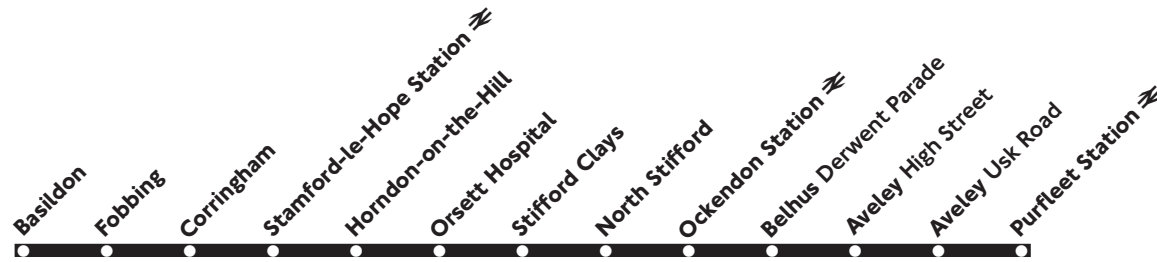 Basildon
Fobbing
Corringham
Stamford-le-Hope Station
Horndon-on-the-Hill
Orsett Hospital
Stifford Clays
North Stifford
Ockendon Station
Belhus Derwent Parade
Aveley High Street
Aveley Usk Road
Purfleet Station